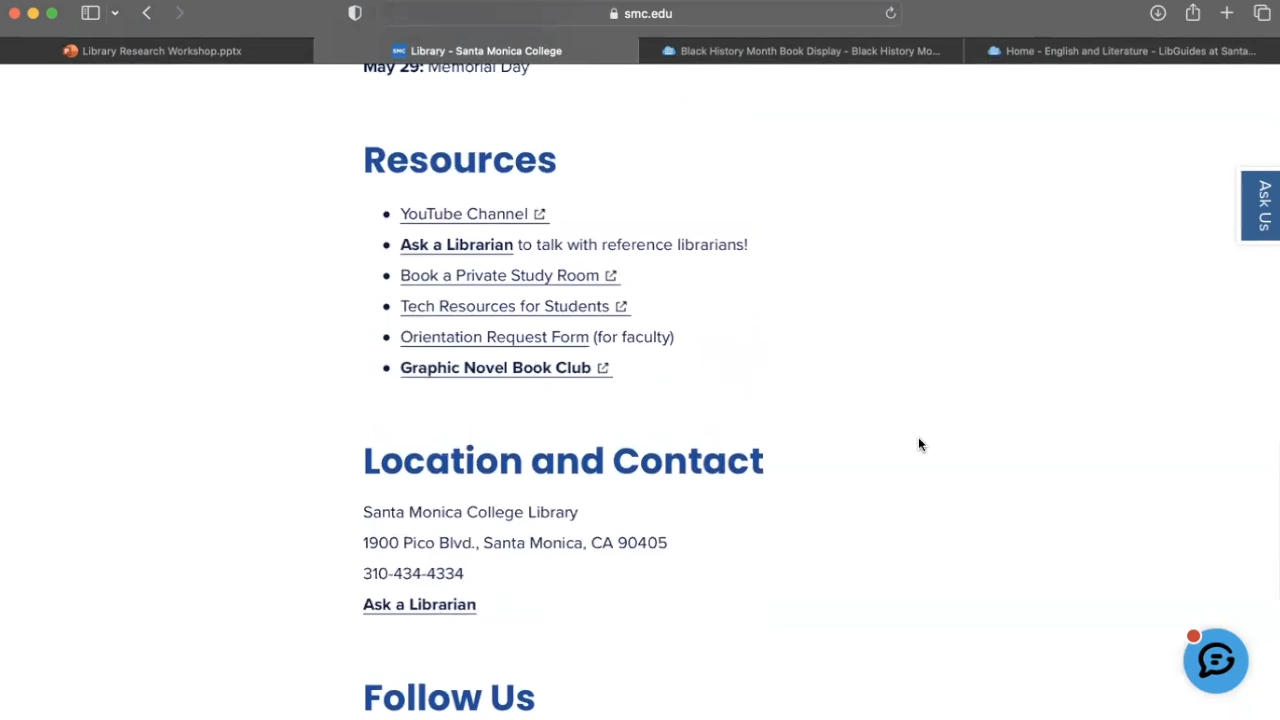 smc.edu
Library Research Workshop.pptx
SMC Library - Santa Monica College
Black History Month Book Display - Black History Mo...
Home - English and Literature - LibGuides at Santa...
May 29: Memorial Day
Resources
YouTube Channel
Ask a Librarian to talk with reference librarians!
Book a Private Study Room
Tech Resources for Students
Orientation Request Form (for faculty)
Graphic Novel Book Club
Ask Us
Location and Contact
Santa Monica College Library
1900 Pico Blvd., Santa Monica, CA 90405
310-434-4334
Ask a Librarian
Follow Us